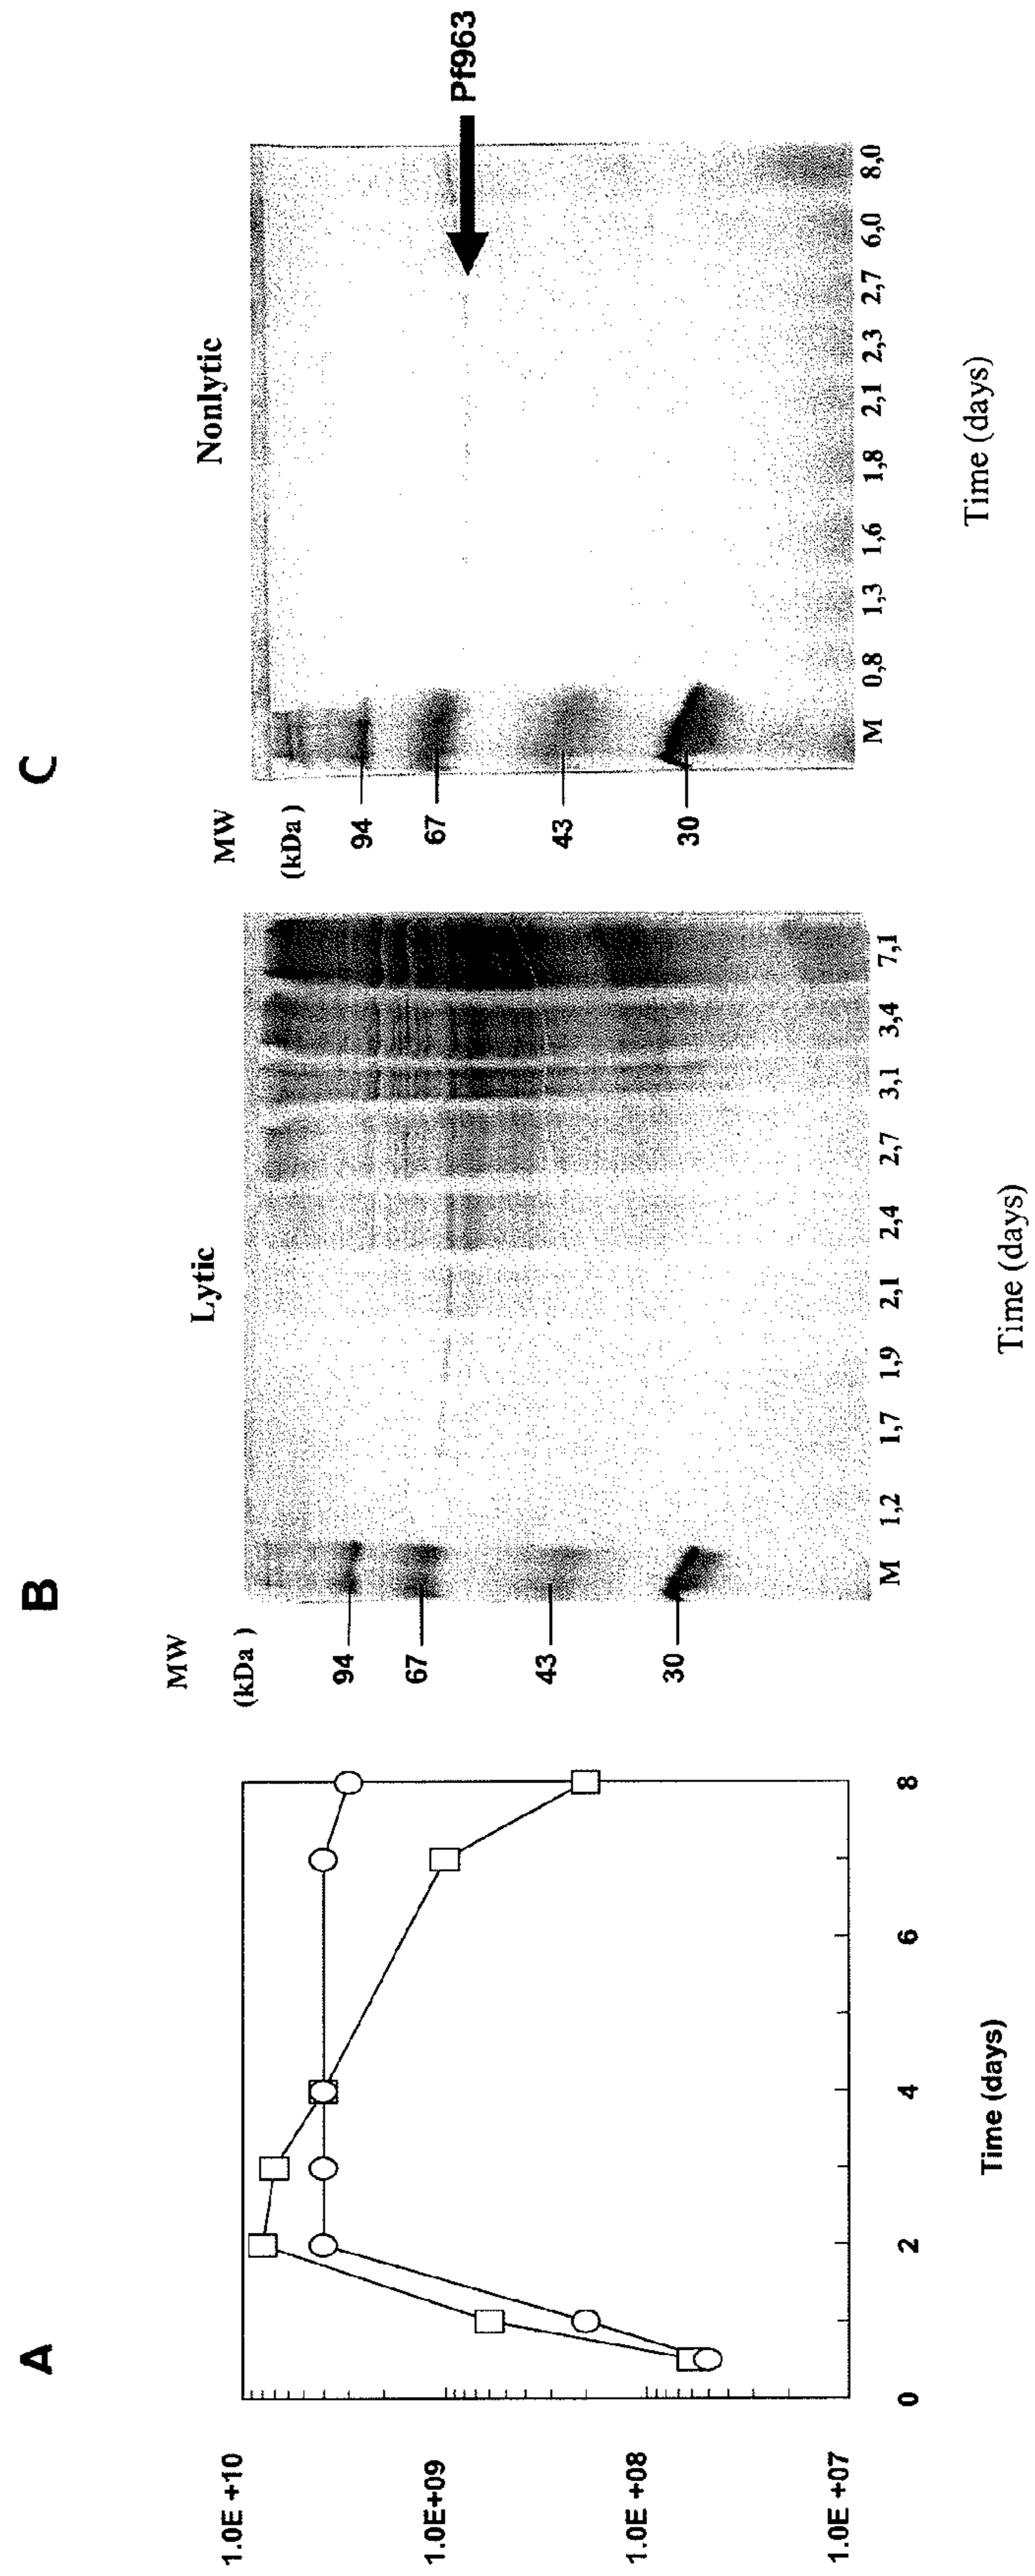 A
1.0E +10
1.0E+09
1.0E +08
1.0E +07
0 2 4 6 8
Time (days)
B
Lytic
MW
(kDa )
94
67
43
30
M 1,2 1,7 1,9 2,1 2,4 2,7 3,1 3,4 7,1
Time (days)
C
Nonlytic
MW
(kDa )
94
67
43
30
Pf963
M 0,8 1,3 1,6 1,8 2,1 2,3 2,7 6,0 8,0
Time (days)